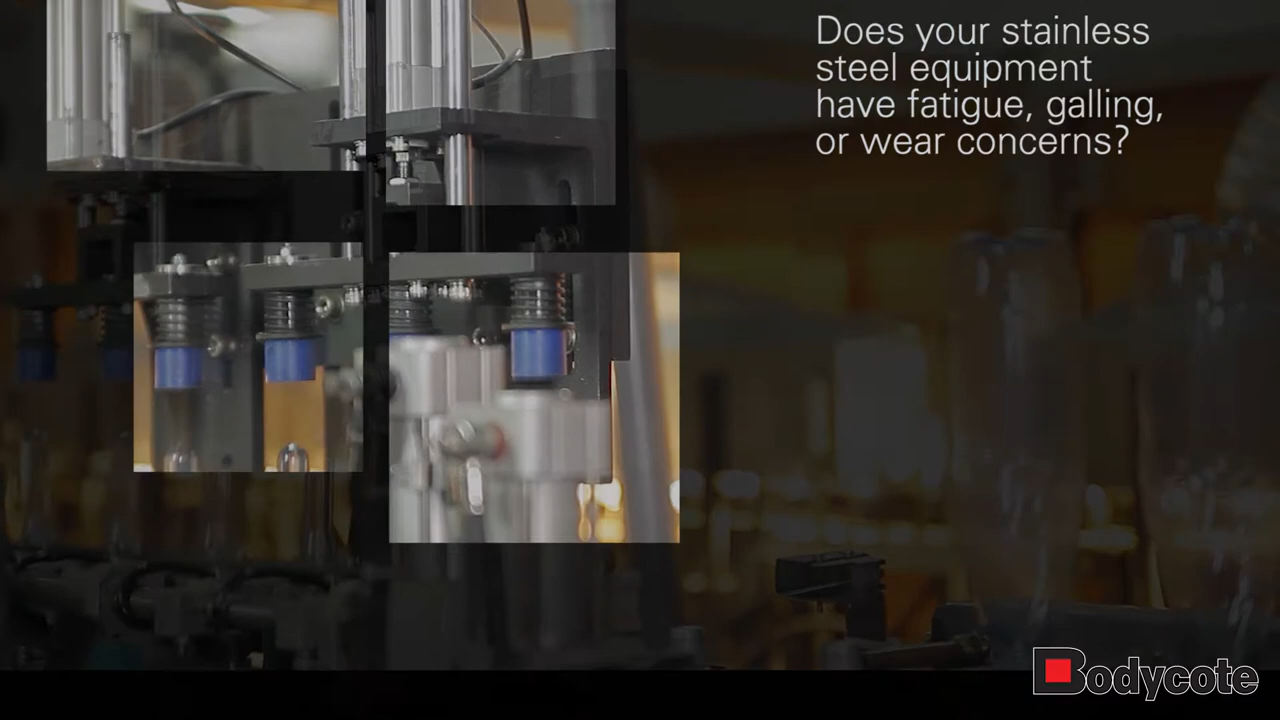 Does your stainless
steel equipment
have fatigue, galling,
or wear concerns?
Bodycote